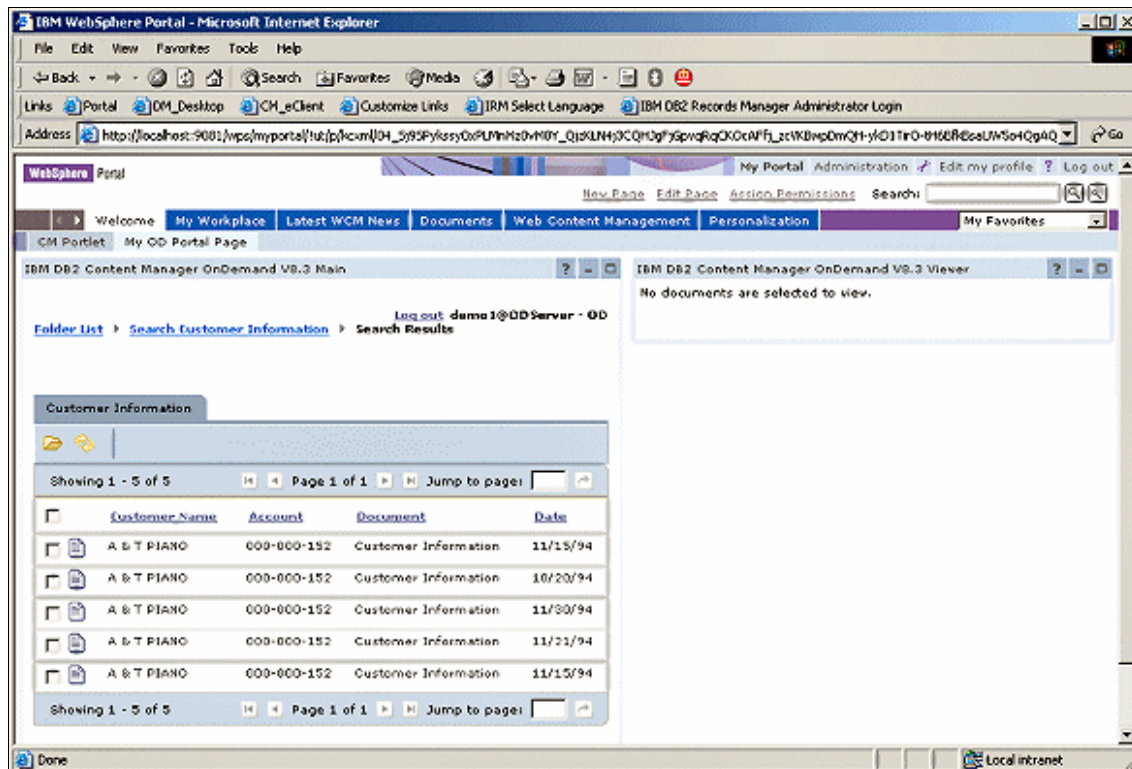 IBM WebSphere Portal - Microsoft Internet Explorer
File Edit View Favorites Tools Help
Back Search Favorites Media
Links Portal DM_Desktop CM_eClient Customize Links IRM Select Language IBM DB2 Records Manager Administrator Login
Address Go
WebSphere Portal My Portal Administration Edit my profile ? Log out
New Page Edit Page Assign Permissions Search:
Welcome My Workplace Latest WCM News Documents Web Content Management Personalization My Favorites
CM Portlet My OD Portal Page
IBM DB2 Content Manager OnDemand V8.3 Main ? IBM DB2 Content Manager OnDemand V8.3 Viewer ?
No documents are selected to view.
Log out demo1@ODServer - OD
Folder List Search Customer Information Search Results
Customer Information
Showing 1 - 5 of 5 Page 1 of 1 Jump to page:
Customer Name Account Document Date
A & T PIANO 000-000-152 Customer Information 11/15/94
A & T PIANO 000-000-152 Customer Information 10/20/94
A & T PIANO 000-000-152 Customer Information 11/30/94
A & T PIANO 000-000-152 Customer Information 11/21/94
A & T PIANO 000-000-152 Customer Information 11/15/94
Showing 1 - 5 of 5 Page 1 of 1 Jump to page:
Done Local intranet